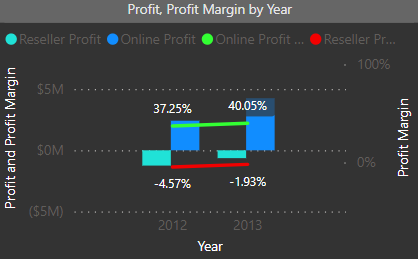 Profit, Profit Margin by Year
Reseller Profit Online Profit Online Profit ... Reseller Pr...
Profit and Profit Margin
$5M
$0M
($5M)
37.25%
40.05%
-4.57%
-1.93%
100%
0%
Profit Margin
2012 2013
Year